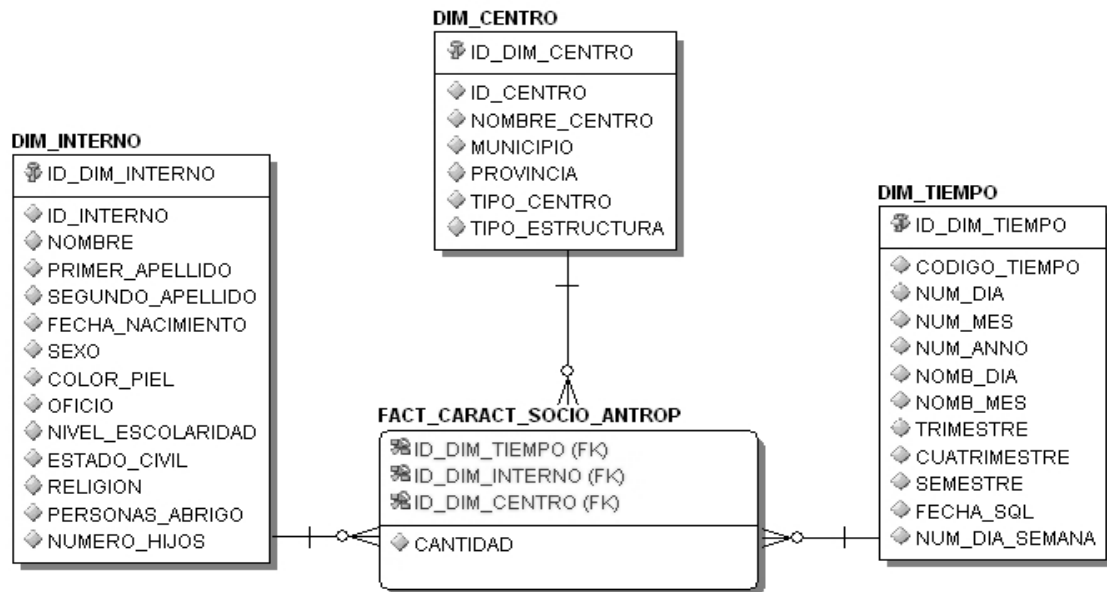 DIM_CENTRO
ID_DIM_CENTRO
ID_CENTRO
NOMBRE_CENTRO
MUNICIPIO
PROVINCIA
TIPO_CENTRO
TIPO_ESTRUCTURA
DIM_INTERNO
ID_DIM_INTERNO
ID_INTERNO
NOMBRE
PRIMER_APELLIDO
SEGUNDO_APELLIDO
FECHA_NACIMIENTO
SEXO
COLOR_PIEL
OFICIO
NIVEL_ESCOLARIDAD
ESTADO_CIVIL
RELIGION
PERSONAS_ABRIGO
NUMERO_HIJOS
DIM_TIEMPO
ID_DIM_TIEMPO
CODIGO_TIEMPO
NUM_DIA
NUM_MES
NUM_ANNO
NOMB_DIA
NOMB_MES
TRIMESTRE
CUATRIMESTRE
SEMESTRE
FECHA_SQL
NUM_DIA_SEMANA
FACT_CARACT_SOCIO_ANTROP
ID_DIM_TIEMPO (FK)
ID_DIM_INTERNO (FK)
ID_DIM_CENTRO (FK)
CANTIDAD